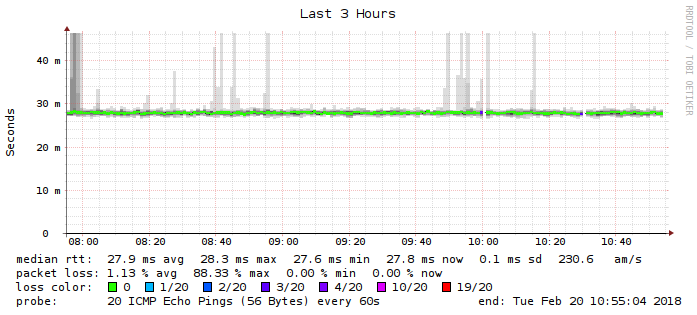 Last 3 Hours
RRDTOOL / TOBI OETIKER
Seconds
40 m
30 m
20 m
10 m
0
08:00 08:20 08:40 09:00 09:20 09:40 10:00 10:20 10:40
median rtt: 27.9 ms avg 28.3 ms max 27.6 ms min 27.8 ms now 0.1 ms sd 230.6 am/s
packet loss: 1.13 % avg 88.33 % max 0.00 % min 0.00 % now
loss color: 0 1/20 2/20 3/20 4/20 10/20 19/20
probe: 20 ICMP Echo Pings (56 Bytes) every 60s end: Tue Feb 20 10:55:04 2018